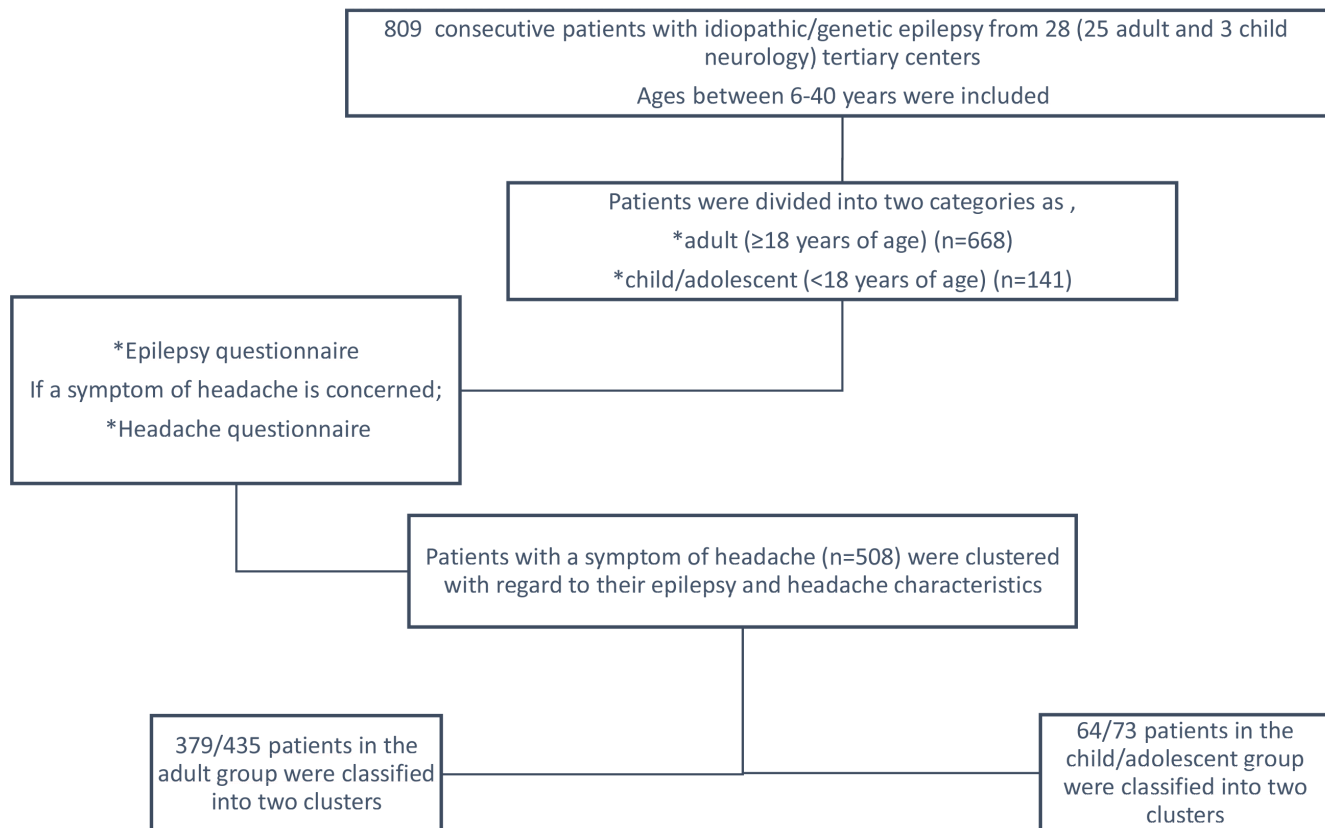 809 consecutive patients with idiopathic/genetic epilepsy from 28 (25 adult and 3 child
neurology) tertiary centers
Ages between 6-40 years were included
Patients were divided into two categories as ,
*adult (≥18 years of age) (n=668)
*child/adolescent (<18 years of age) (n=141)
*Epilepsy questionnaire
If a symptom of headache is concerned;
*Headache questionnaire
Patients with a symptom of headache (n=508) were clustered
with regard to their epilepsy and headache characteristics
379/435 patients in the
adult group were classified
into two clusters
64/73 patients in the
child/adolescent group
were classified into two
clusters